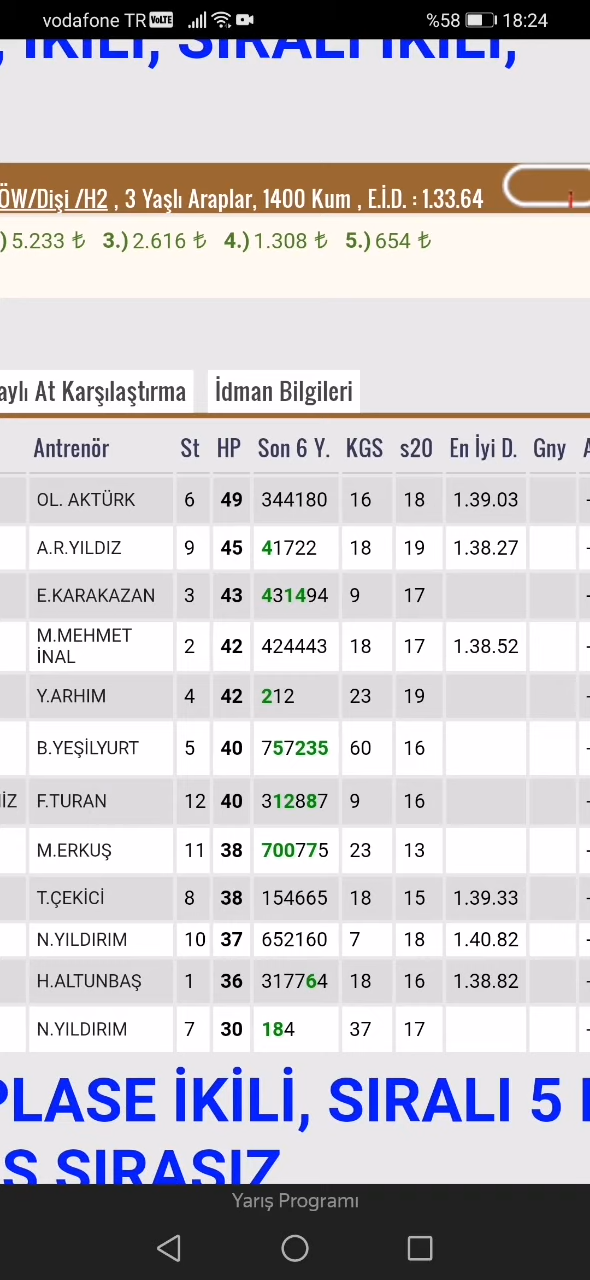 vodafone TR VoLTE %58 18:24
, İKİLİ, SIRALI İKİLİ,
ÖW/Dişi /H2 , 3 Yaşlı Araplar, 1400 Kum , E.İ.D. : 1.33.64
) 5.233 ₺ 3.) 2.616 ₺ 4.) 1.308 ₺ 5.) 654 ₺
aylı At Karşılaştırma İdman Bilgileri
Antrenör St HP Son 6 Y. KGS s20 En İyi D. Gny A
OL. AKTÜRK 6 49 344180 16 18 1.39.03 -
A.R.YILDIZ 9 45 41722 18 19 1.38.27 -
E.KARAKAZAN 3 43 431494 9 17 -
M.MEHMET
İNAL 2 42 424443 18 17 1.38.52 -
Y.ARHIM 4 42 212 23 19 -
B.YEŞİLYURT 5 40 757235 60 16 -
İZ F.TURAN 12 40 312887 9 16 -
M.ERKUŞ 11 38 700775 23 13 -
T.ÇEKİCİ 8 38 154665 18 15 1.39.33 -
N.YILDIRIM 10 37 652160 7 18 1.40.82 -
H.ALTUNBAŞ 1 36 317764 18 16 1.38.82 -
N.YILDIRIM 7 30 184 37 17 -
PLASE İKİLİ, SIRALI 5
S SIRASIZ
Yarış Programı